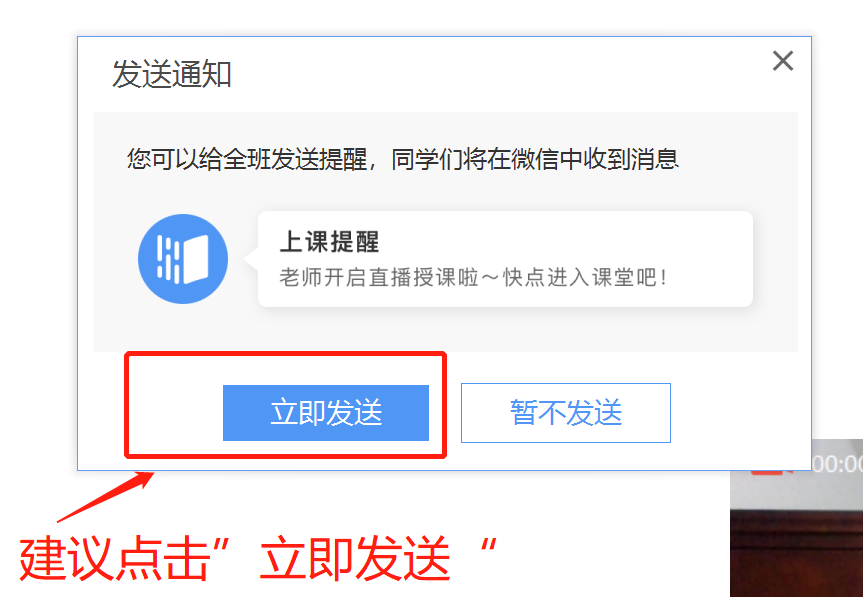 发送通知
您可以给全班发送提醒，同学们将在微信中收到消息
上课提醒
老师开启直播授课啦～快点进入课堂吧！
立即发送
暂不发送
00:00
建议点击”立即发送“